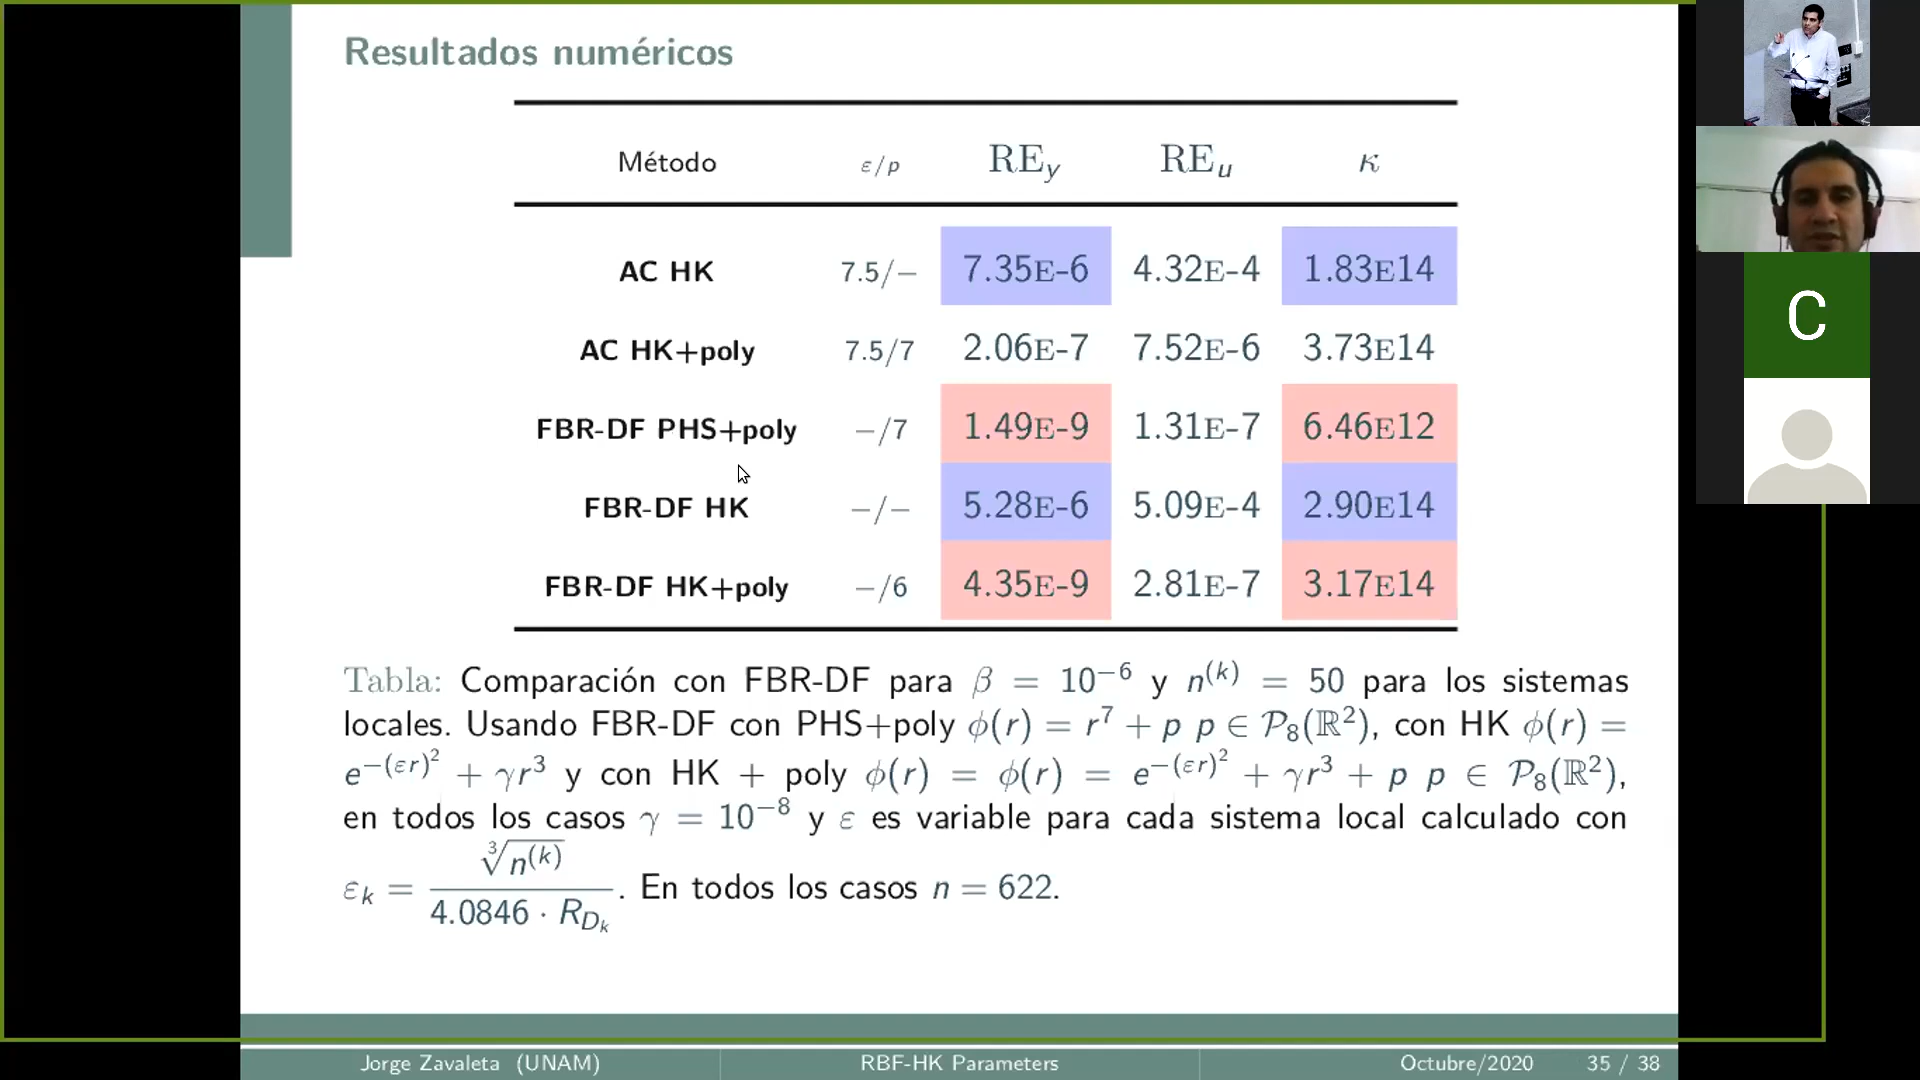 Resultados numéricos
Método ε/p RE_y RE_u κ
AC HK 7.5/− 7.35E-6 4.32E-4 1.83E14
AC HK+poly 7.5/7 2.06E-7 7.52E-6 3.73E14
FBR-DF PHS+poly −/7 1.49E-9 1.31E-7 6.46E12
FBR-DF HK −/− 5.28E-6 5.09E-4 2.90E14
FBR-DF HK+poly −/6 4.35E-9 2.81E-7 3.17E14
Tabla: Comparación con FBR-DF para β = 10^{−6} y n^{(k)} = 50 para los sistemas
locales. Usando FBR-DF con PHS+poly ϕ(r) = r^7 + p p ∈ 𝒫_8(ℝ^2), con HK ϕ(r) =
e^{−(εr)^2} + γr^3 y con HK + poly ϕ(r) = ϕ(r) = e^{−(εr)^2} + γr^3 + p p ∈ 𝒫_8(ℝ^2),
en todos los casos γ = 10^{−8} y ε es variable para cada sistema local calculado con
ε_k = \frac{\sqrt[3]{n^{(k)}}}{4.0846 · R_{D_k}}. En todos los casos n = 622.
Jorge Zavaleta (UNAM) RBF-HK Parameters Octubre/2020 35 / 38
C